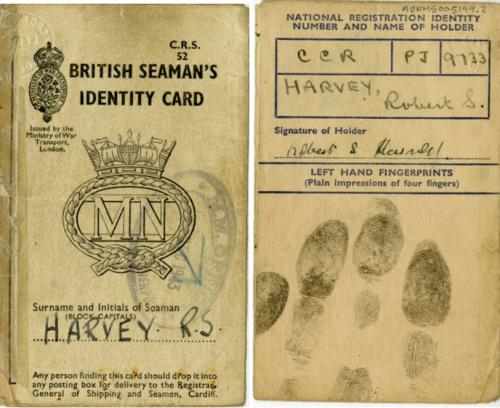 C.R.S.
52
BRITISH SEAMAN'S
IDENTITY CARD
Issued by the
Ministry of War
Transport,
London.
MN
Surname and Initials of Seaman
(BLOCK CAPITALS)
HARVEY. R.S.
Any person finding this card should drop it into
any posting box for delivery to the Registrar
General of Shipping and Seamen, Cardiff.
NATIONAL REGISTRATION IDENTITY
NUMBER AND NAME OF HOLDER
CCR PJ 9733
HARVEY,
Robert S.
Signature of Holder
Robert S
LEFT HAND FINGERPRINTS
(Plain impressions of four fingers)